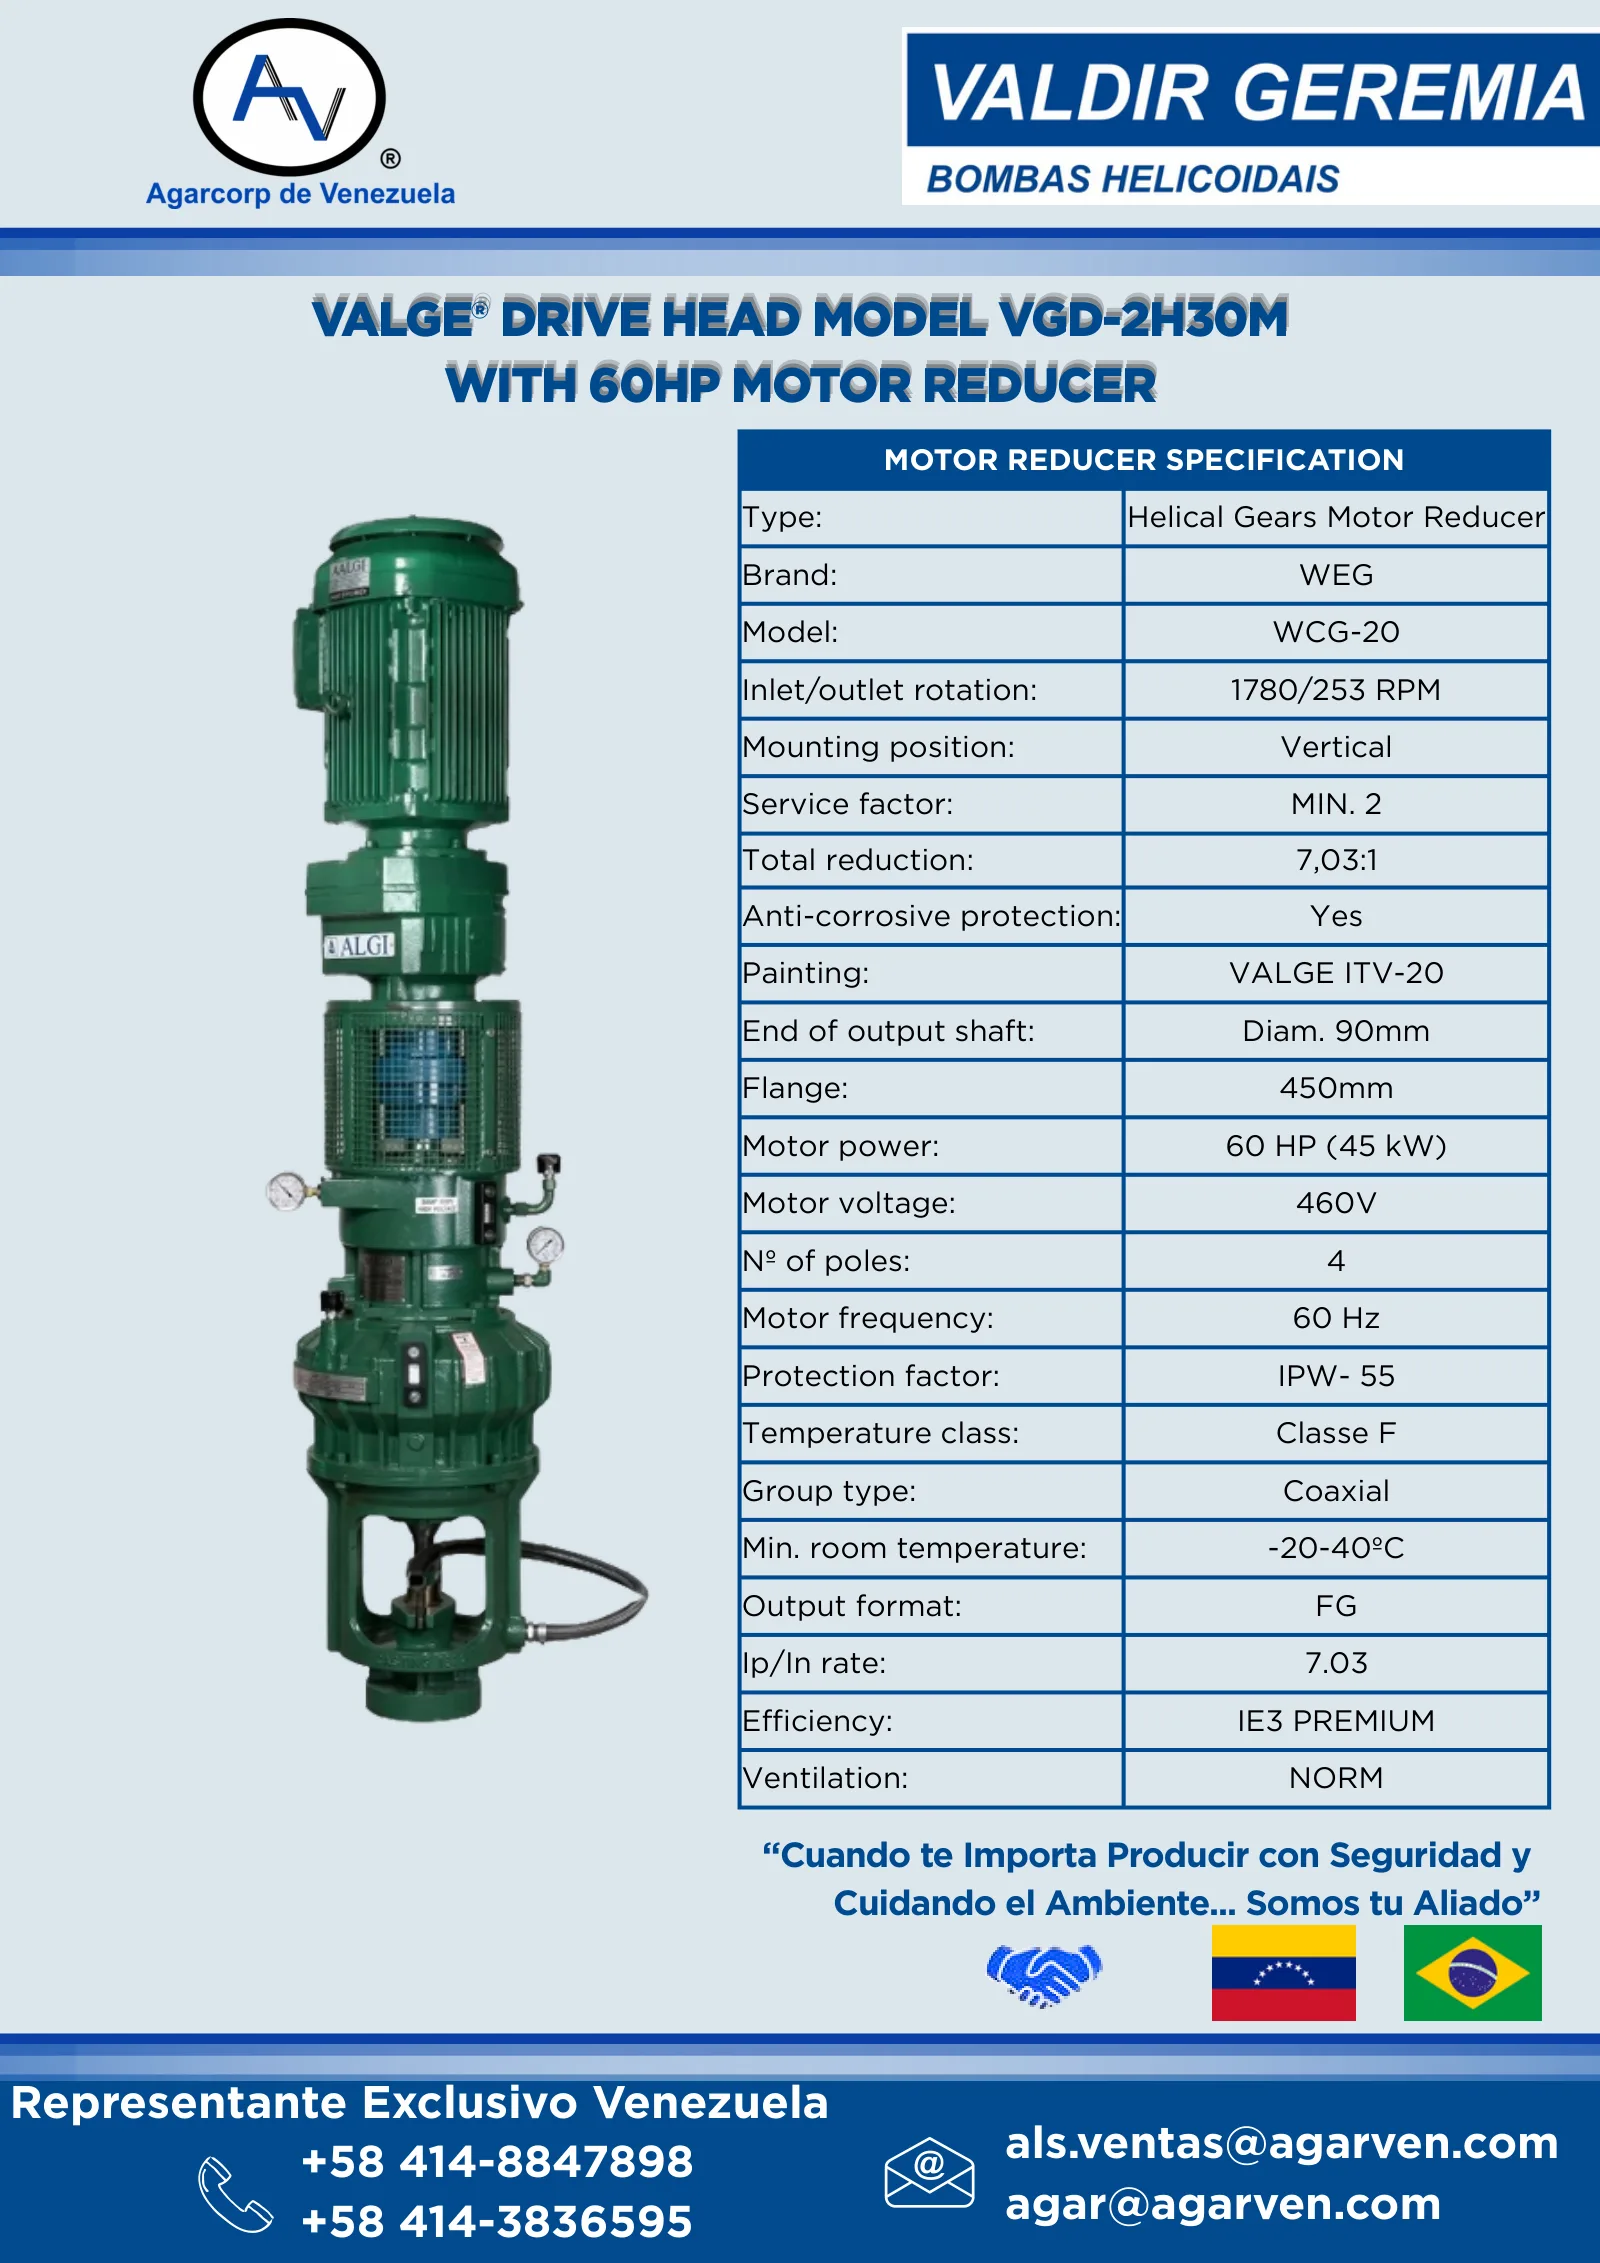 AV
®
Agarcorp de Venezuela
VALDIR GEREMIA
BOMBAS HELICOIDAIS
VALGE® DRIVE HEAD MODEL VGD-2H30M
WITH 60HP MOTOR REDUCER
MOTOR REDUCER SPECIFICATION
Type: Helical Gears Motor Reducer
Brand: WEG
Model: WCG-20
Inlet/outlet rotation: 1780/253 RPM
Mounting position: Vertical
Service factor: MIN. 2
Total reduction: 7,03:1
Anti-corrosive protection: Yes
Painting: VALGE ITV-20
End of output shaft: Diam. 90mm
Flange: 450mm
Motor power: 60 HP (45 kW)
Motor voltage: 460V
Nº of poles: 4
Motor frequency: 60 Hz
Protection factor: IPW- 55
Temperature class: Classe F
Group type: Coaxial
Min. room temperature: -20-40ºC
Output format: FG
Ip/In rate: 7.03
Efficiency: IE3 PREMIUM
Ventilation: NORM
ALGI
“Cuando te Importa Producir con Seguridad y
Cuidando el Ambiente... Somos tu Aliado”
Representante Exclusivo Venezuela
+58 414-8847898
+58 414-3836595
@
als.ventas@agarven.com
agar@agarven.com